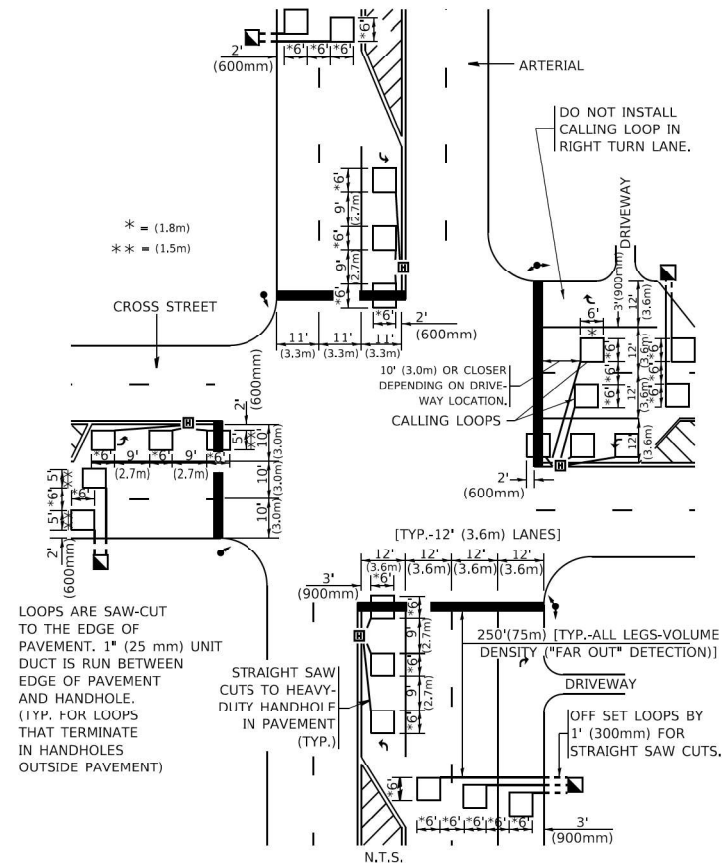 2'
(600mm)
*6' *6' *6'
*6'
ARTERIAL
DO NOT INSTALL
CALLING LOOP IN
RIGHT TURN LANE.
* = (1.8m)
** = (1.5m)
*6'
9'
(2.7m)
*6'
9'
(2.7m)
*6'
H
*6'
2'
(600mm)
11' 11' 11'
(3.3m) (3.3m) (3.3m)
CROSS STREET
DRIVEWAY
3'(900mm)
12'
(3.6m)
6'
*
*6'
*6'
*6'
12'
(3.6m)
12'
(3.6m)
12'
(3.6m)
*6'
*6'
*6'
10' (3.0m) OR CLOSER
DEPENDING ON DRIVE-
WAY LOCATION.
CALLING LOOPS
H
2'
(600mm)
2'
(600mm)
H
5'
**
10'
(3.0m)
*6' 9' *6' 9' *6'
(2.7m) (2.7m)
10'
(3.0m)
10'
(3.0m)
5'
**
*6'
*6'
5'
**
2'
(600mm)
[TYP.-12' (3.6m) LANES]
12' 12' 12' 12'
(3.6m) (3.6m) (3.6m) (3.6m)
*6'
3'
(900mm)
*6'
9'
(2.7m)
*6'
9'
(2.7m)
*6'
H
250'(75m) [TYP.-ALL LEGS-VOLUME
DENSITY ("FAR OUT" DETECTION)]
DRIVEWAY
LOOPS ARE SAW-CUT
TO THE EDGE OF
PAVEMENT. 1" (25 mm) UNIT
DUCT IS RUN BETWEEN
EDGE OF PAVEMENT
AND HANDHOLE.
(TYP. FOR LOOPS
THAT TERMINATE
IN HANDHOLES
OUTSIDE PAVEMENT)
STRAIGHT SAW
CUTS TO HEAVY-
DUTY HANDHOLE
IN PAVEMENT
(TYP.)
OFF SET LOOPS BY
1' (300mm) FOR
STRAIGHT SAW CUTS.
*6'
*6' *6' *6' *6' *6'
3'
(900mm)
N.T.S.